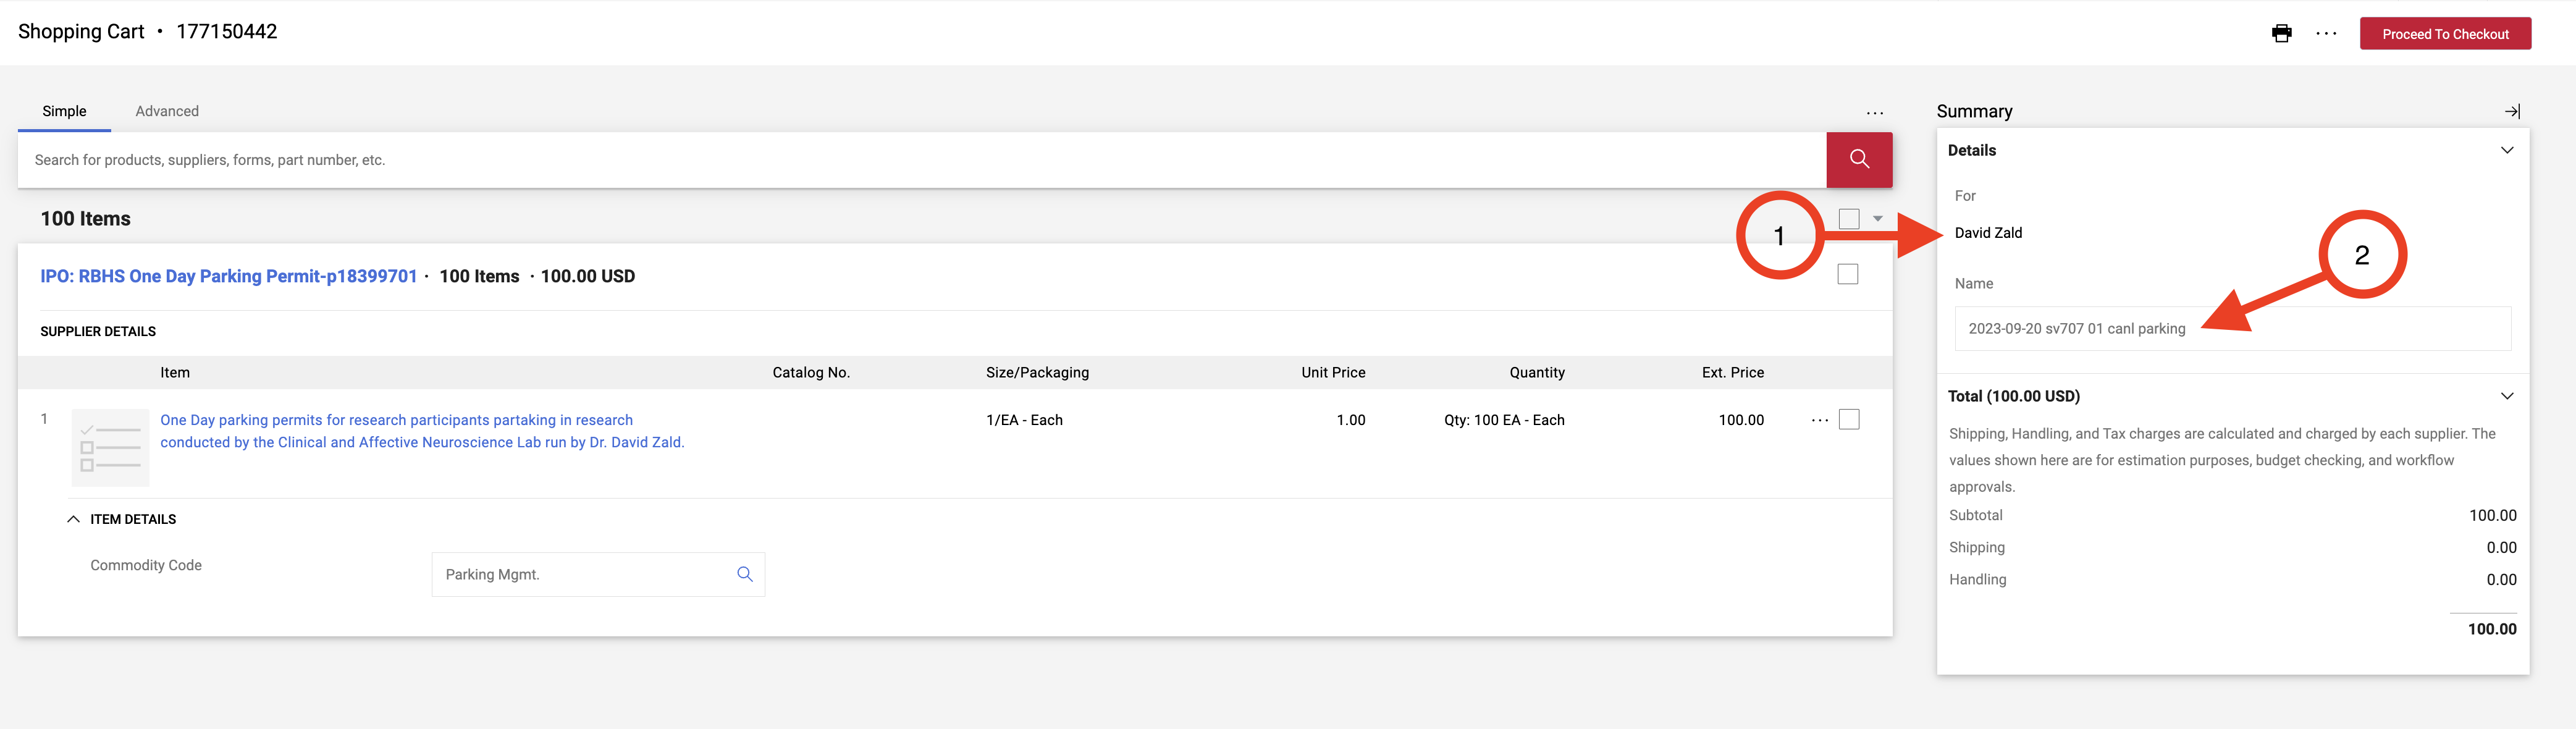 Shopping Cart • 177150442
... Proceed To Checkout
Simple Advanced ...
Search for products, suppliers, forms, part number, etc.
100 Items
IPO: RBHS One Day Parking Permit-p18399701 · 100 Items · 100.00 USD
SUPPLIER DETAILS
Item Catalog No. Size/Packaging Unit Price Quantity Ext. Price
1 One Day parking permits for research participants partaking in research 1/EA - Each 1.00 Qty: 100 EA - Each 100.00 ...
conducted by the Clinical and Affective Neuroscience Lab run by Dr. David Zald.
ITEM DETAILS
Commodity Code Parking Mgmt.
Summary
Details
For
1
David Zald
2
Name
2023-09-20 sv707 01 canl parking
Total (100.00 USD)
Shipping, Handling, and Tax charges are calculated and charged by each supplier. The
values shown here are for estimation purposes, budget checking, and workflow
approvals.
Subtotal 100.00
Shipping 0.00
Handling 0.00
100.00